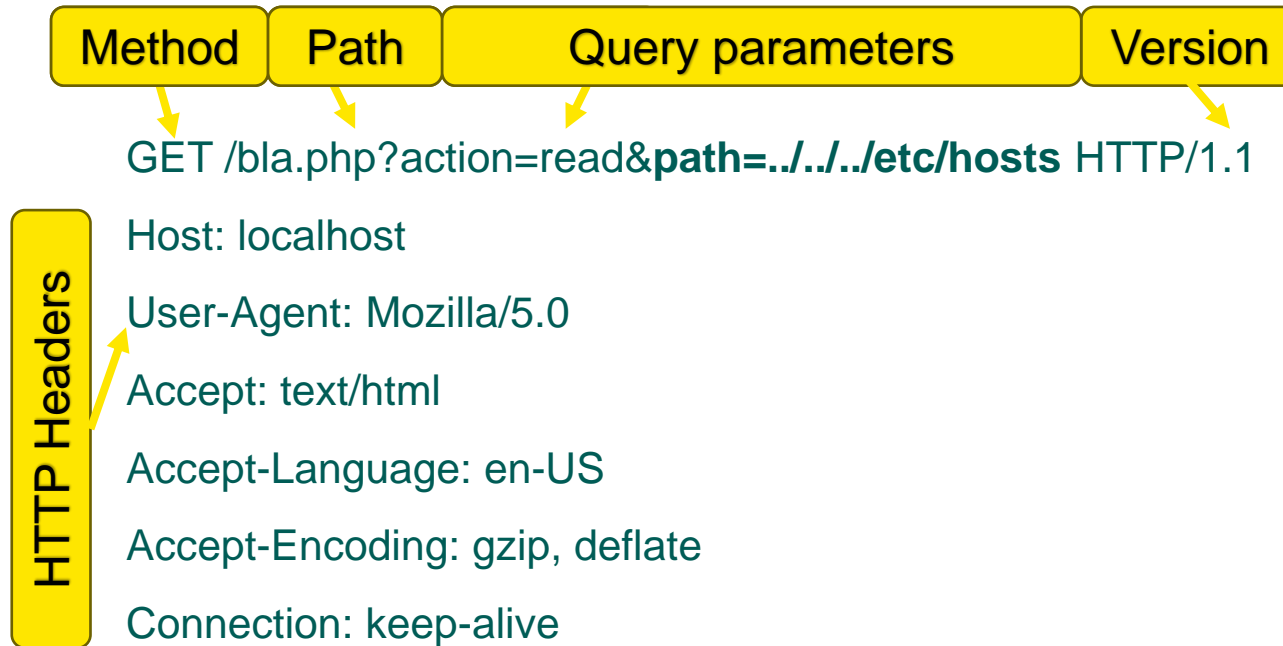 Method Path Query parameters Version
GET /bla.php?action=read&path=../../../etc/hosts HTTP/1.1
HTTP Headers
Host: localhost
User-Agent: Mozilla/5.0
Accept: text/html
Accept-Language: en-US
Accept-Encoding: gzip, deflate
Connection: keep-alive